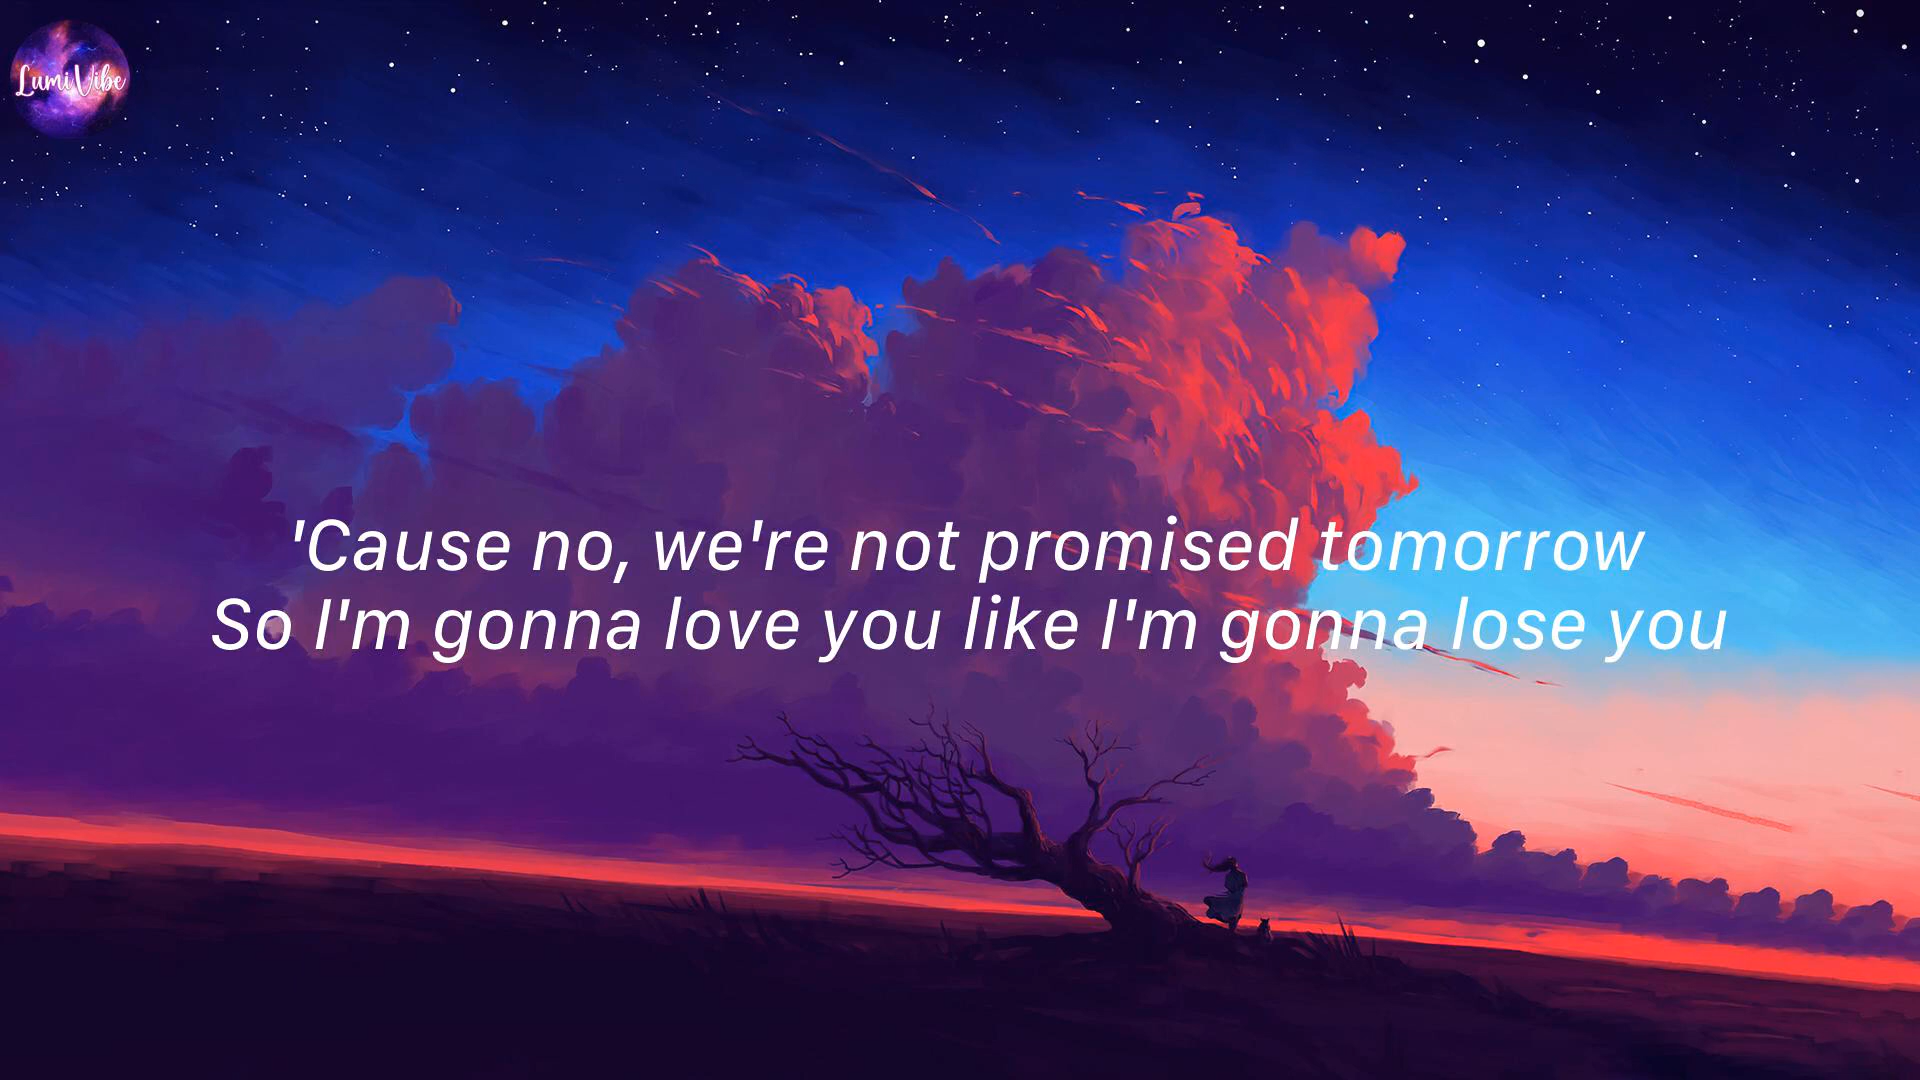 LumiVibe
'Cause no, we're not promised tomorrow
So I'm gonna love you like I'm gonna lose you